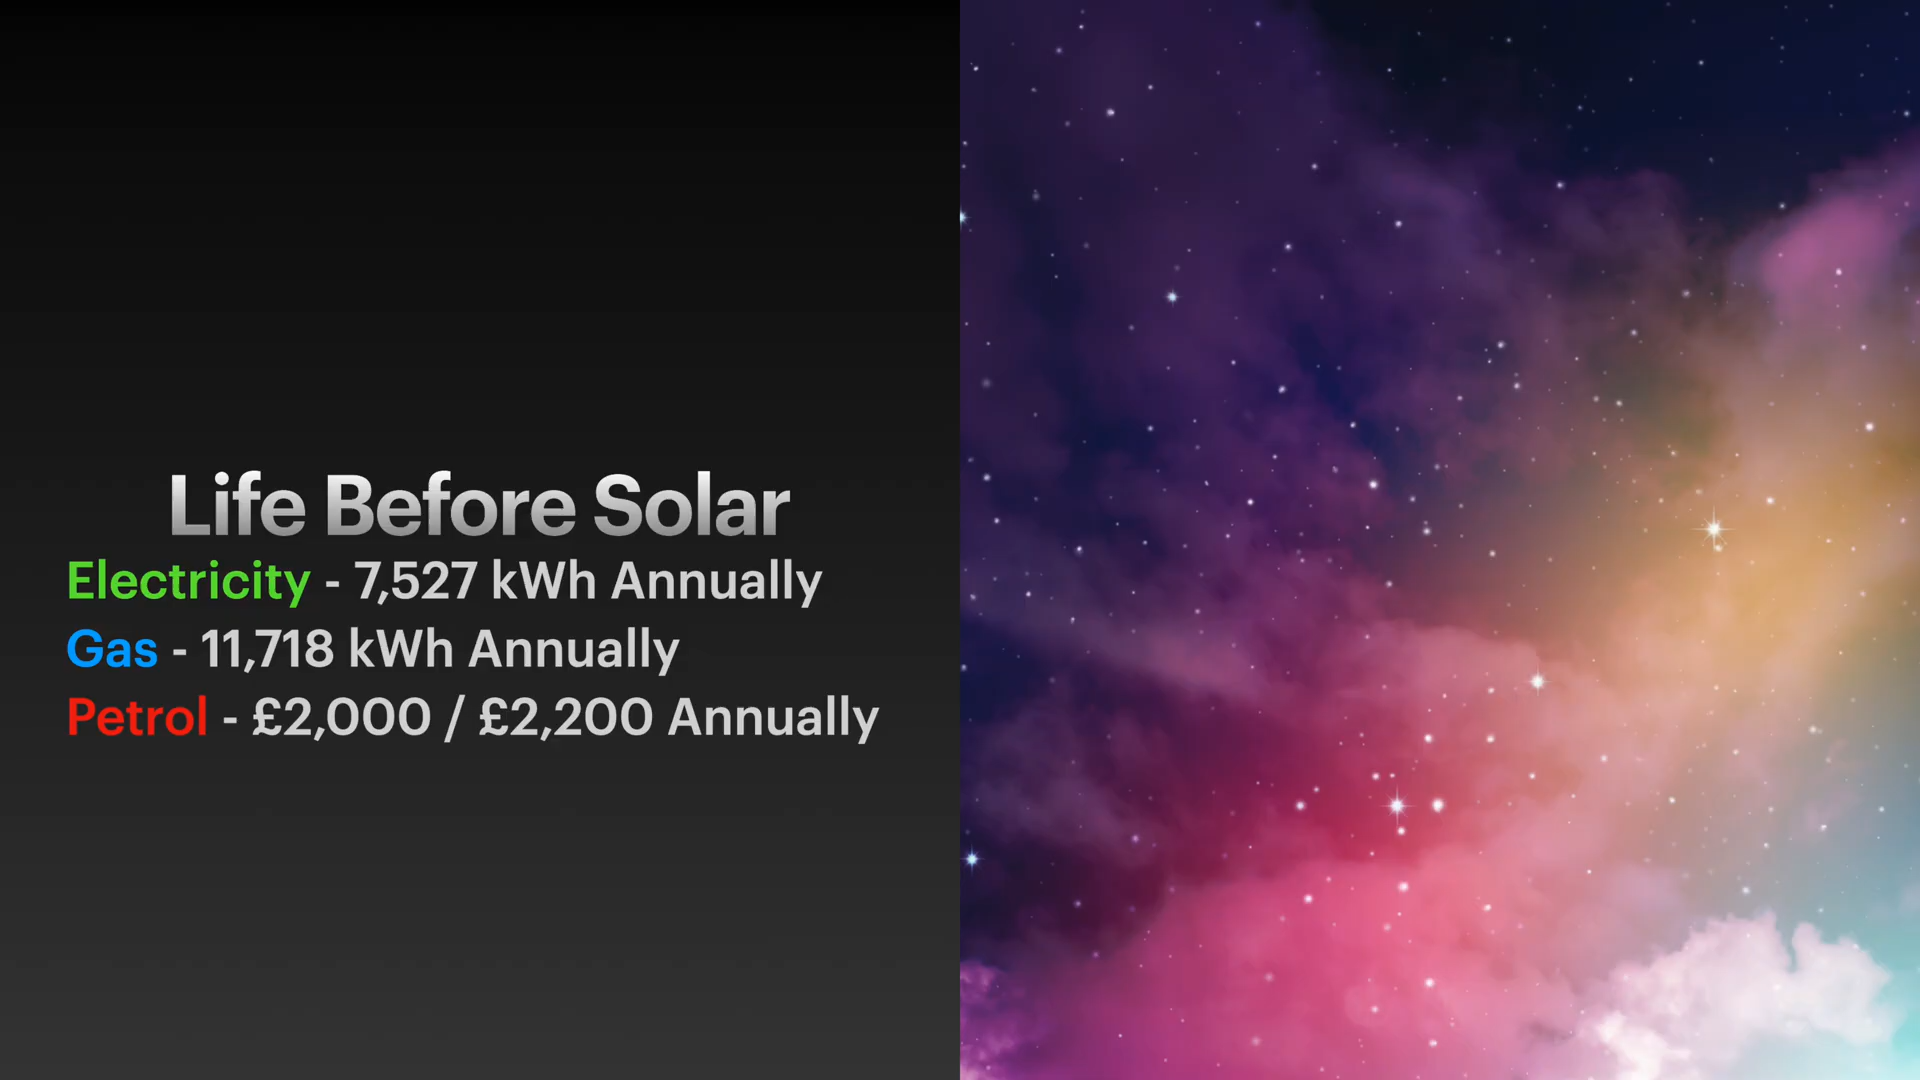 Life Before Solar
Electricity - 7,527 kWh Annually
Gas - 11,718 kWh Annually
Petrol - £2,000 / £2,200 Annually